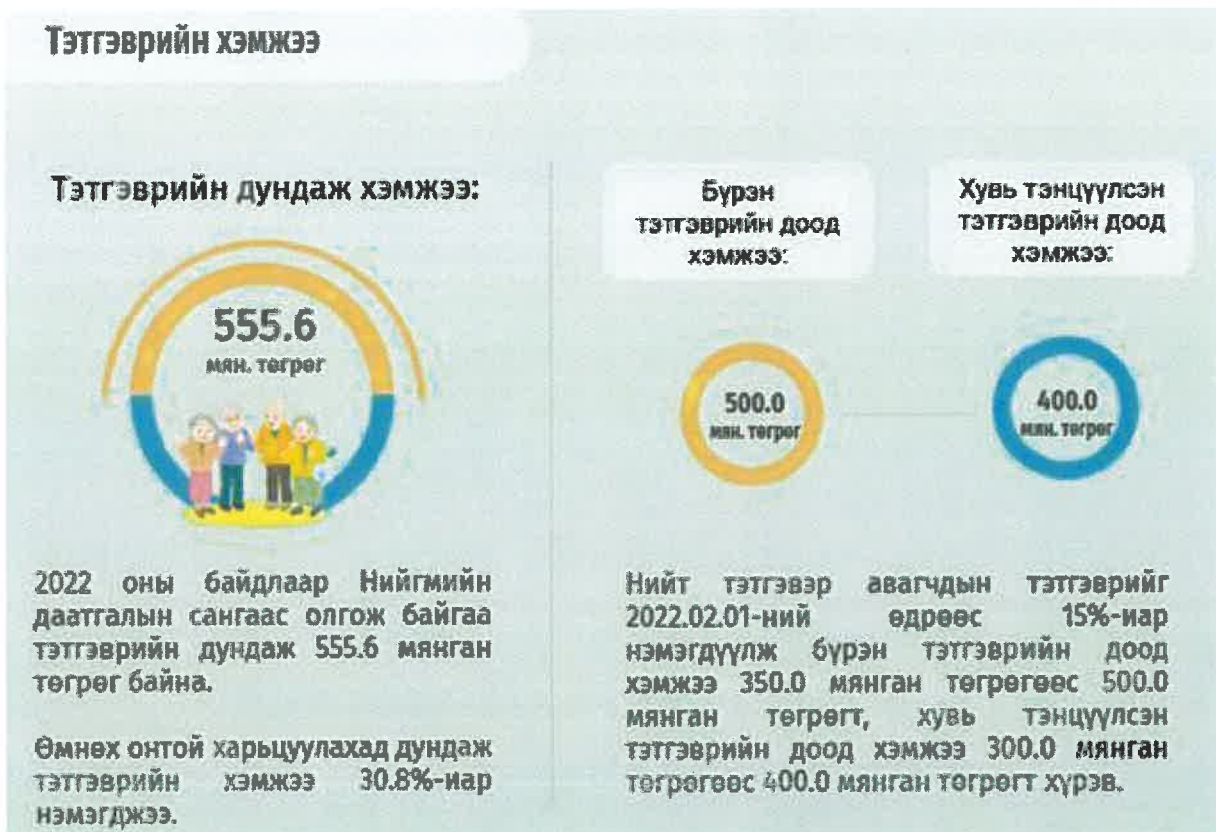 Тэтгэврийн хэмжээ
Тэтгэврийн дундаж хэмжээ:
555.6
мян. төгрөг
2022 оны байдлаар Нийгмийн
даатгалын сангаас олгож байгаа
тэтгэврийн дундаж 555.6 мянган
төгрөг байна.
Өмнөх онтой харьцуулахад дундаж
тэтгэврийн хэмжээ 30.8%-иар
нэмэгджээ.
Бүрэн
тэтгэврийн доод
хэмжээ:
500.0
мян. төгрөг
Хувь тэнцүүлсэн
тэтгэврийн доод
хэмжээ:
400.0
мян. төгрөг
Нийт тэтгэвэр авагчдын тэтгэврийг
2022.02.01-ний өдрөөс 15%-иар
нэмэгдүүлж бүрэн тэтгэврийн доод
хэмжээ 350.0 мянган төгрөгөөс 500.0
мянган төгрөгт, хувь тэнцүүлсэн
тэтгэврийн доод хэмжээ 300.0 мянган
төгрөгөөс 400.0 мянган төгрөгт хүрэв.